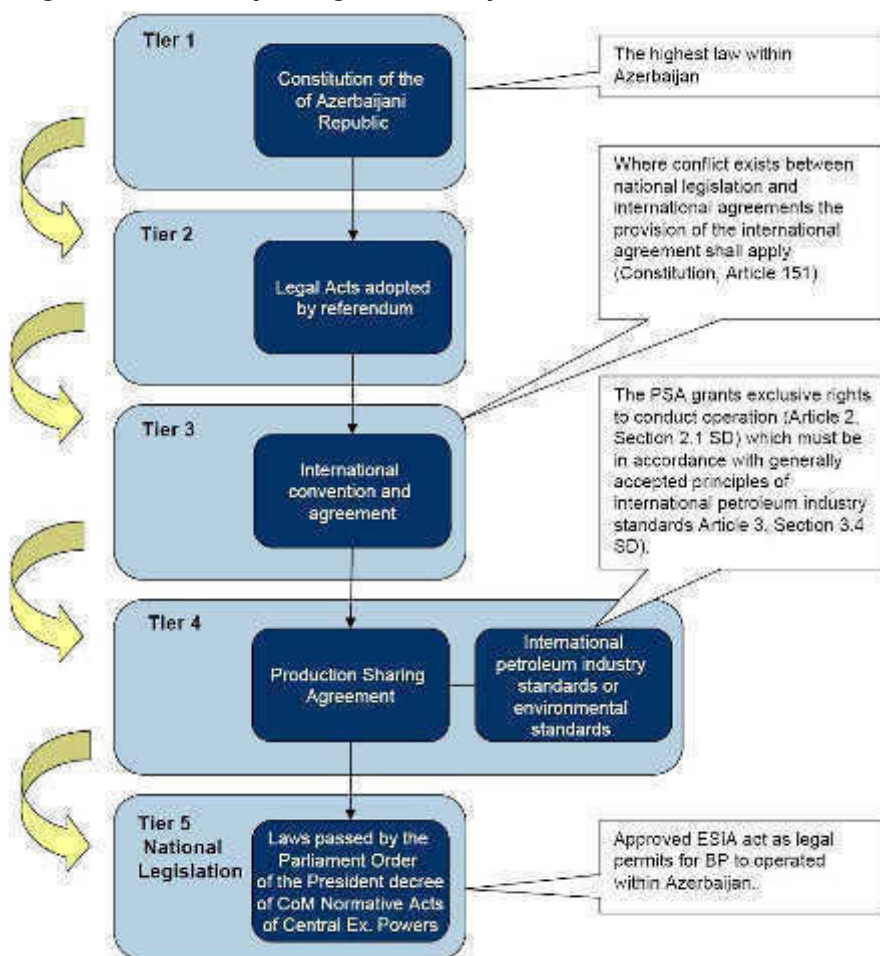 Tier 1
Constitution of the
of Azerbaijani
Republic
The highest law within
Azerbaijan
Where conflict exists between
national legislation and
international agreements the
provision of the international
agreement shall apply
(Constitution, Article 151)
Tier 2
Legal Acts adopted
by referendum
Tier 3
International
convention and
agreement
The PSA grants exclusive rights
to conduct operation (Article 2,
Section 2.1 SD) which must be
in accordance with generally
accepted principles of
international petroleum industry
standards Article 3, Section 3.4
SD).
Tier 4
Production Sharing
Agreement
International
petroleum industry
standards or
environmental
standards
Tier 5
National
Legislation
Laws passed by the
Parliament Order
of the President decree
of CoM Normative Acts
of Central Ex. Powers
Approved ESIA act as legal
permits for BP to operated
within Azerbaijan.